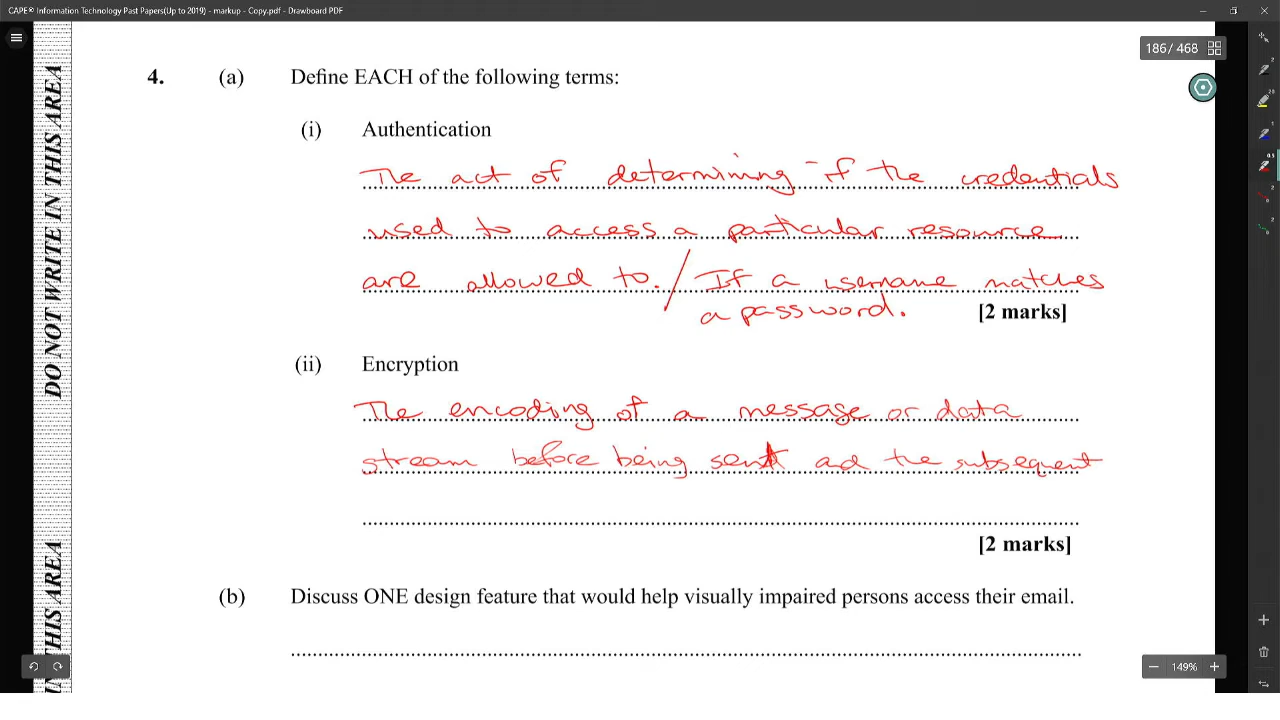 CAPE® Information Technology Past Papers(Up to 2019) - markup - Copy.pdf - Drawboard PDF
186 / 468
DO NOT WRITE IN THIS AREA
4. (a) Define EACH of the following terms:
(i) Authentication
The act of determining if the credentials
used to access a particular resource
are allowed to. / If a username matches
a password. [2 marks]
(ii) Encryption
The encoding of a message or data
stream before being sent and the subsequent
[2 marks]
IN THIS AREA
(b) Discuss ONE design feature that would help visually impaired persons access their email.
149%